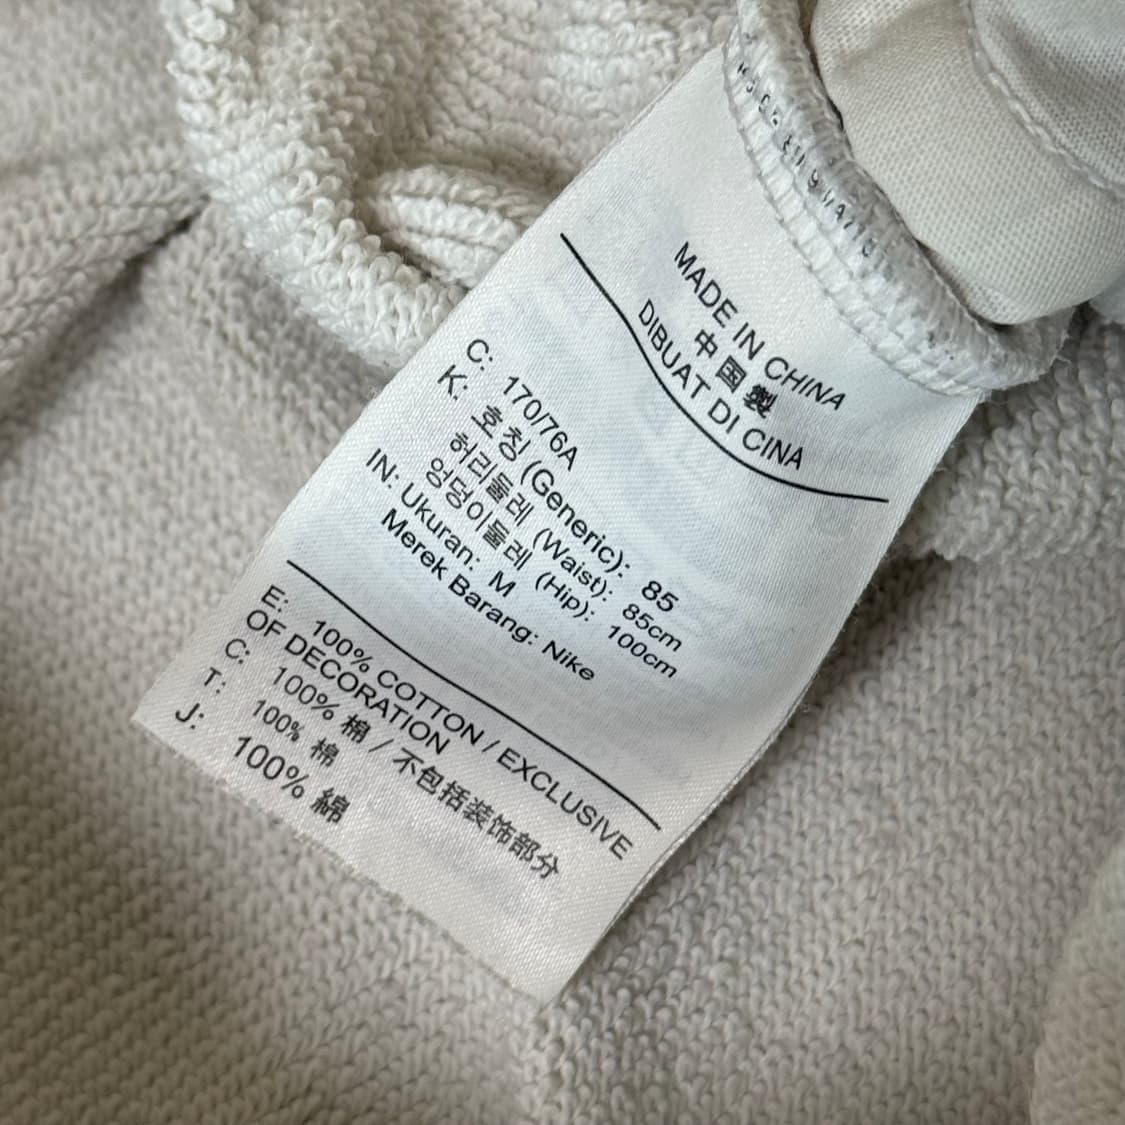 MADE IN CHINA
中国製
DIBUAT DI CINA
C: 170/76A
K: 호칭 (Generic): 85
허리둘레 (Waist): 85cm
엉덩이둘레 (Hip): 100cm
IN: Ukuran: M
Merek Barang: Nike
E: 100% COTTON / EXCLUSIVE
OF DECORATION
C: 100% 棉 / 不包括装饰部分
T: 100% 棉
J: 100% 綿